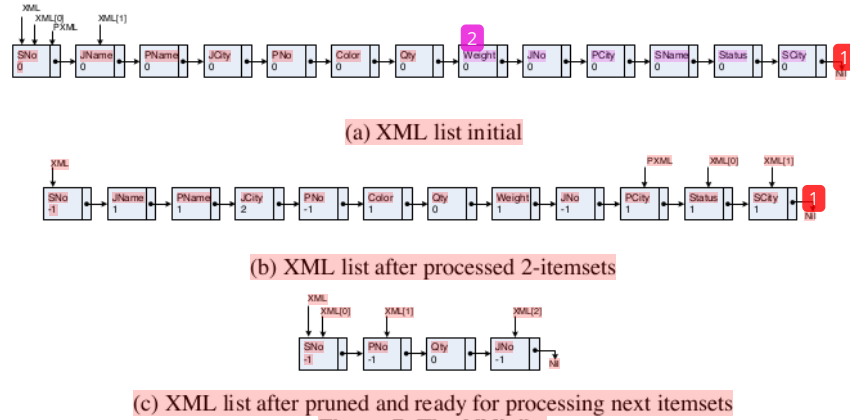 XML
XML[0]
PXML
XML[1]
2
SNo JName PName JCity PNo Color Qty Weight JNo PCity SName Status SCity 1
0 0 0 0 0 0 0 0 0 0 0 0 0
Nil
(a) XML list initial
XML PXML XML[0] XML[1]
SNo JName PName JCity PNo Color Qty Weight JNo PCity Status SCity 1
-1 1 1 2 -1 1 0 1 -1 1 1 1
Nil
(b) XML list after processed 2-itemsets
XML
XML[0] XML[1] XML[2]
SNo PNo Qty JNo
-1 -1 0 -1
Nil
(c) XML list after pruned and ready for processing next itemsets